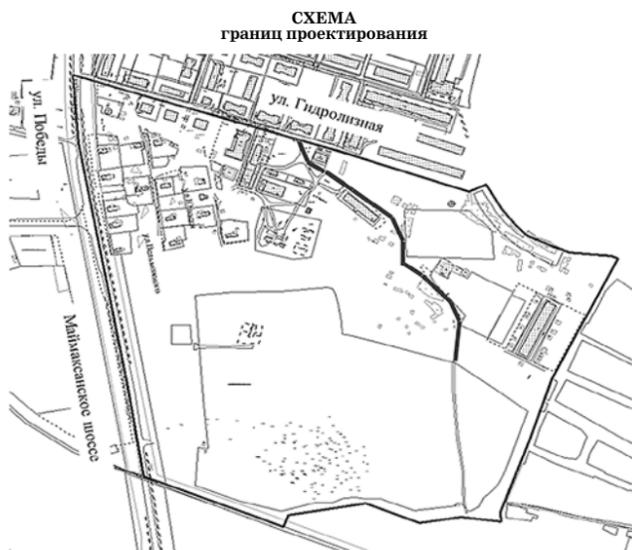 СХЕМА
границ проектирования
ул. Гидролизная
ул. Победы
Маймаксанское шоссе